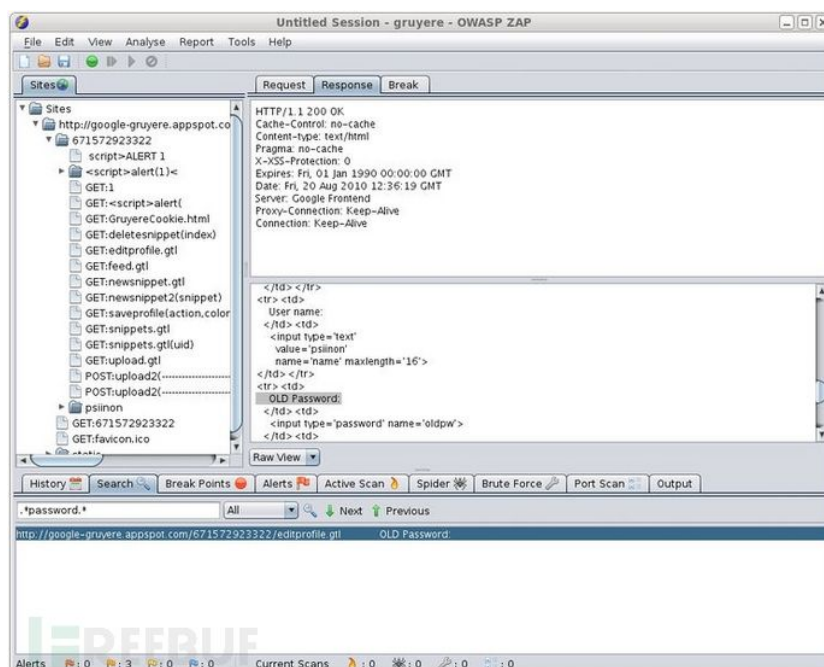 Untitled Session - gruyere - OWASP ZAP
File Edit View Analyse Report Tools Help
Sites
Request Response Break
Sites
http://google-gruyere.appspot.co
671572923322
script>ALERT 1
<script>alert(1)<
GET:1
GET:<script>alert(
GET:GruyereCookie.html
GET:deletesnippet(index)
GET:editprofile.gtl
GET:feed.gtl
GET:newsnippet.gtl
GET:newsnippet2(snippet)
GET:saveprofile(action,color
GET:snippets.gtl
GET:snippets.gtl(uid)
GET:upload.gtl
POST:upload2(--------------------
POST:upload2(--------------------
psiinon
GET:671572923322
GET:favicon.ico
static
HTTP/1.1 200 OK
Cache-Control: no-cache
Content-type: text/html
Pragma: no-cache
X-XSS-Protection: 0
Expires: Fri, 01 Jan 1990 00:00:00 GMT
Date: Fri, 20 Aug 2010 12:36:19 GMT
Server: Google Frontend
Proxy-Connection: Keep-Alive
Connection: Keep-Alive
</td> </tr>
<tr> <td>
User name:
</td> <td>
<input type='text'
value='psiinon'
name='name' maxlength='16'>
</td> </tr>
<tr> <td>
OLD Password:
</td> <td>
<input type='password' name='oldpw'>
</td> <td>
Raw View
History Search Break Points Alerts Active Scan Spider Brute Force Port Scan Output
.*password.* All Next Previous
http://google-gruyere.appspot.com/671572923322/editprofile.gtl OLD Password:
FREEBUF
Alerts 0 3 0 0 Current Scans 0 0 0 0